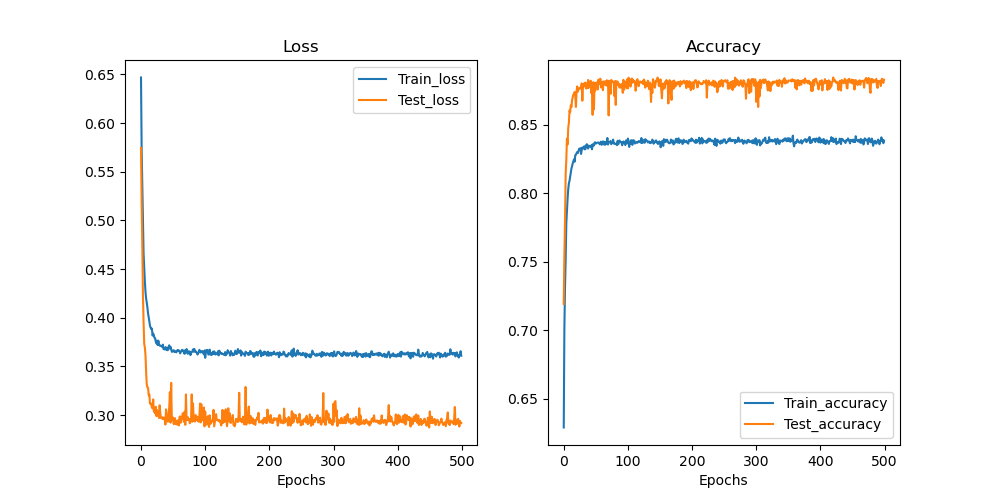 Loss
0.65
0.60
0.55
0.50
0.45
0.40
0.35
0.30
0 100 200 300 400 500
Epochs
Train_loss
Test_loss
Accuracy
0.85
0.80
0.75
0.70
0.65
0 100 200 300 400 500
Epochs
Train_accuracy
Test_accuracy